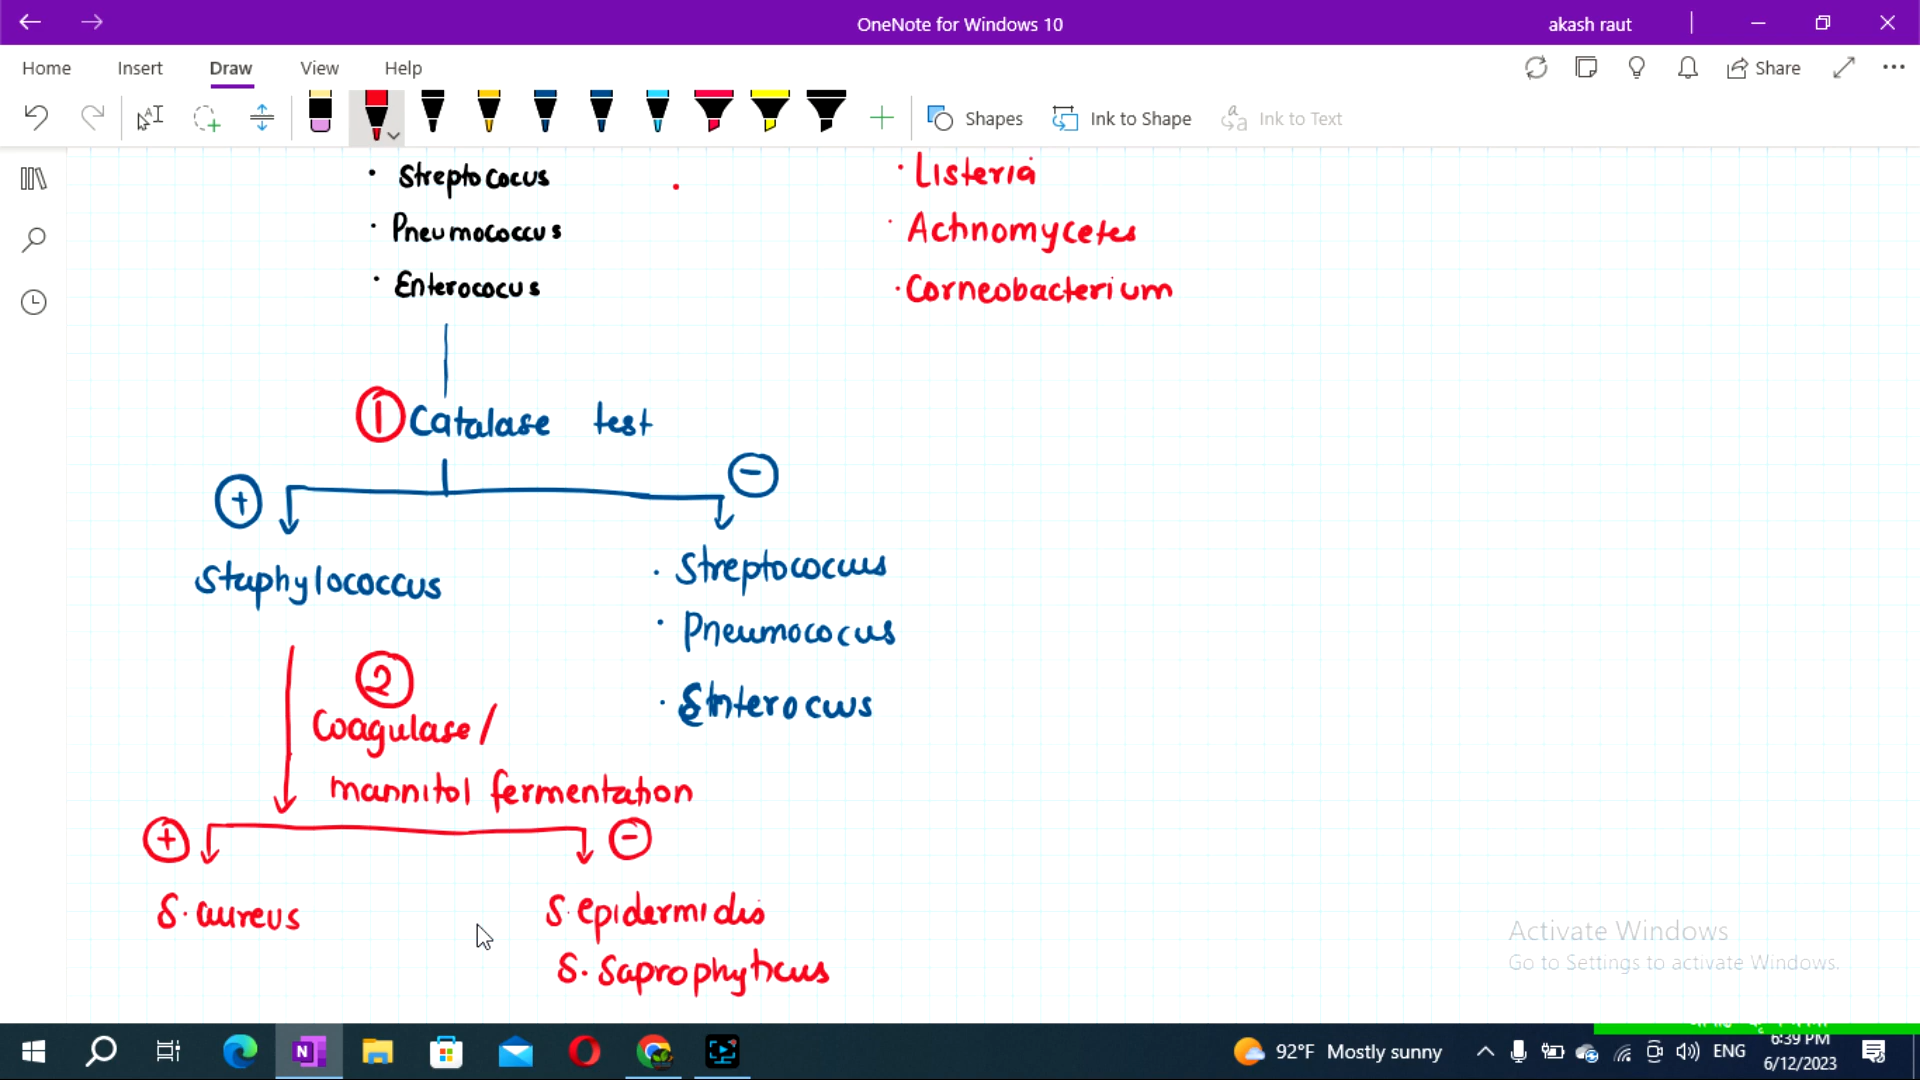 OneNote for Windows 10
akash raut
Home Insert Draw View Help
Share
Shapes Ink to Shape Ink to Text
· Streptococus
· Pneumococcus
· Enterococus
· Listeria
· Actinomycetes
· Corneobacterium
① Catalase test
+
−
Staphylococcus
· Streptococcus
· Pneumococus
· Enterocus
②
Coagulase/
mannitol fermentation
+
−
S. aureus
S. epidermidis
S. Saprophyticus
Activate Windows
Go to Settings to activate Windows.
92°F Mostly sunny
ENG
6:39 PM
6/12/2023